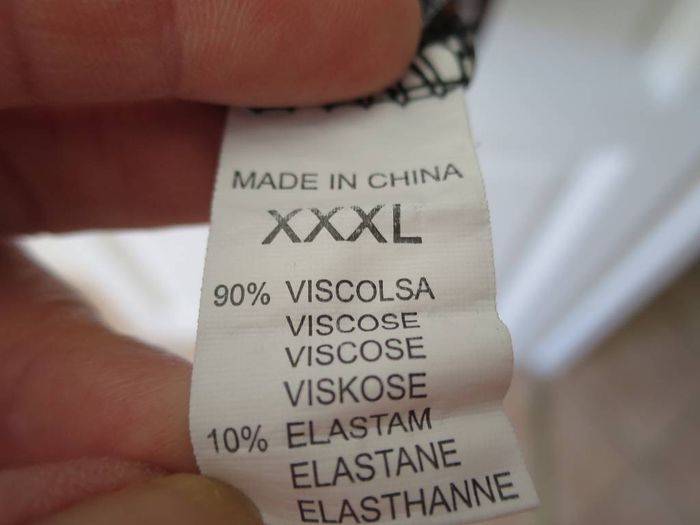 MADE IN CHINA
XXXL
90% VISCOLSA
VISCOSE
VISCOSE
VISKOSE
10% ELASTAM
ELASTANE
ELASTHANNE